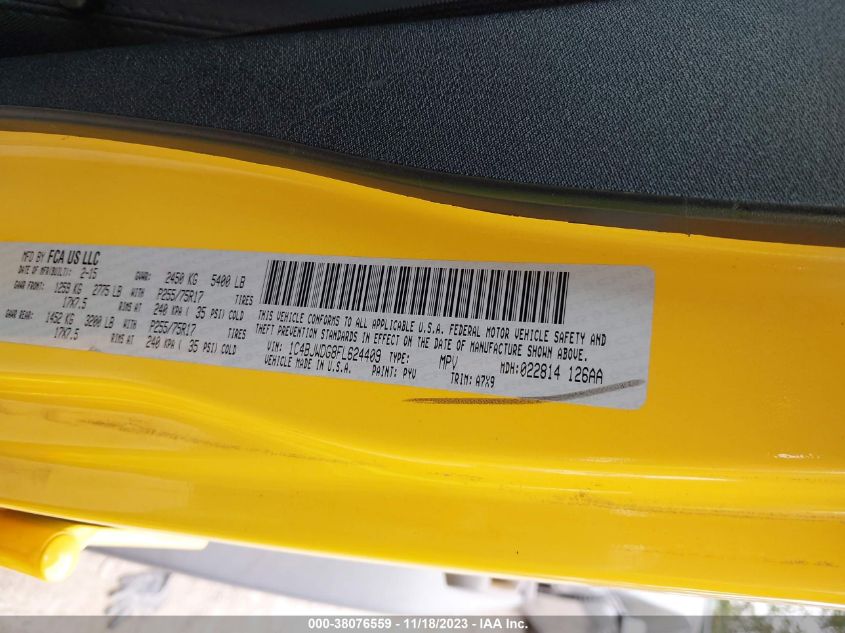 MFD BY FCA US LLC
DATE OF MFR(BUILT): 2-15 GVWR: 2450 KG 5400 LB
GAWR FRONT: 1259 KG 2775 LB WITH P255/75R17 TIRES
17X7.5 RIMS AT 240 KPA ( 35 PSI) COLD
GAWR REAR: 1452 KG 3200 LB WITH P255/75R17 TIRES
17X7.5 RIMS AT 240 KPA ( 35 PSI) COLD
THIS VEHICLE CONFORMS TO ALL APPLICABLE U.S.A. FEDERAL MOTOR VEHICLE SAFETY AND
THEFT PREVENTION STANDARDS IN EFFECT ON THE DATE OF MANUFACTURE SHOWN ABOVE.
VIN: 1C4BJWDG8FL624409 TYPE: MPV MDH: 022814 126AA
VEHICLE MADE IN U.S.A. PAINT: PYV TRIM: A7X9
000-38076559 - 11/18/2023 - © IAA Inc.